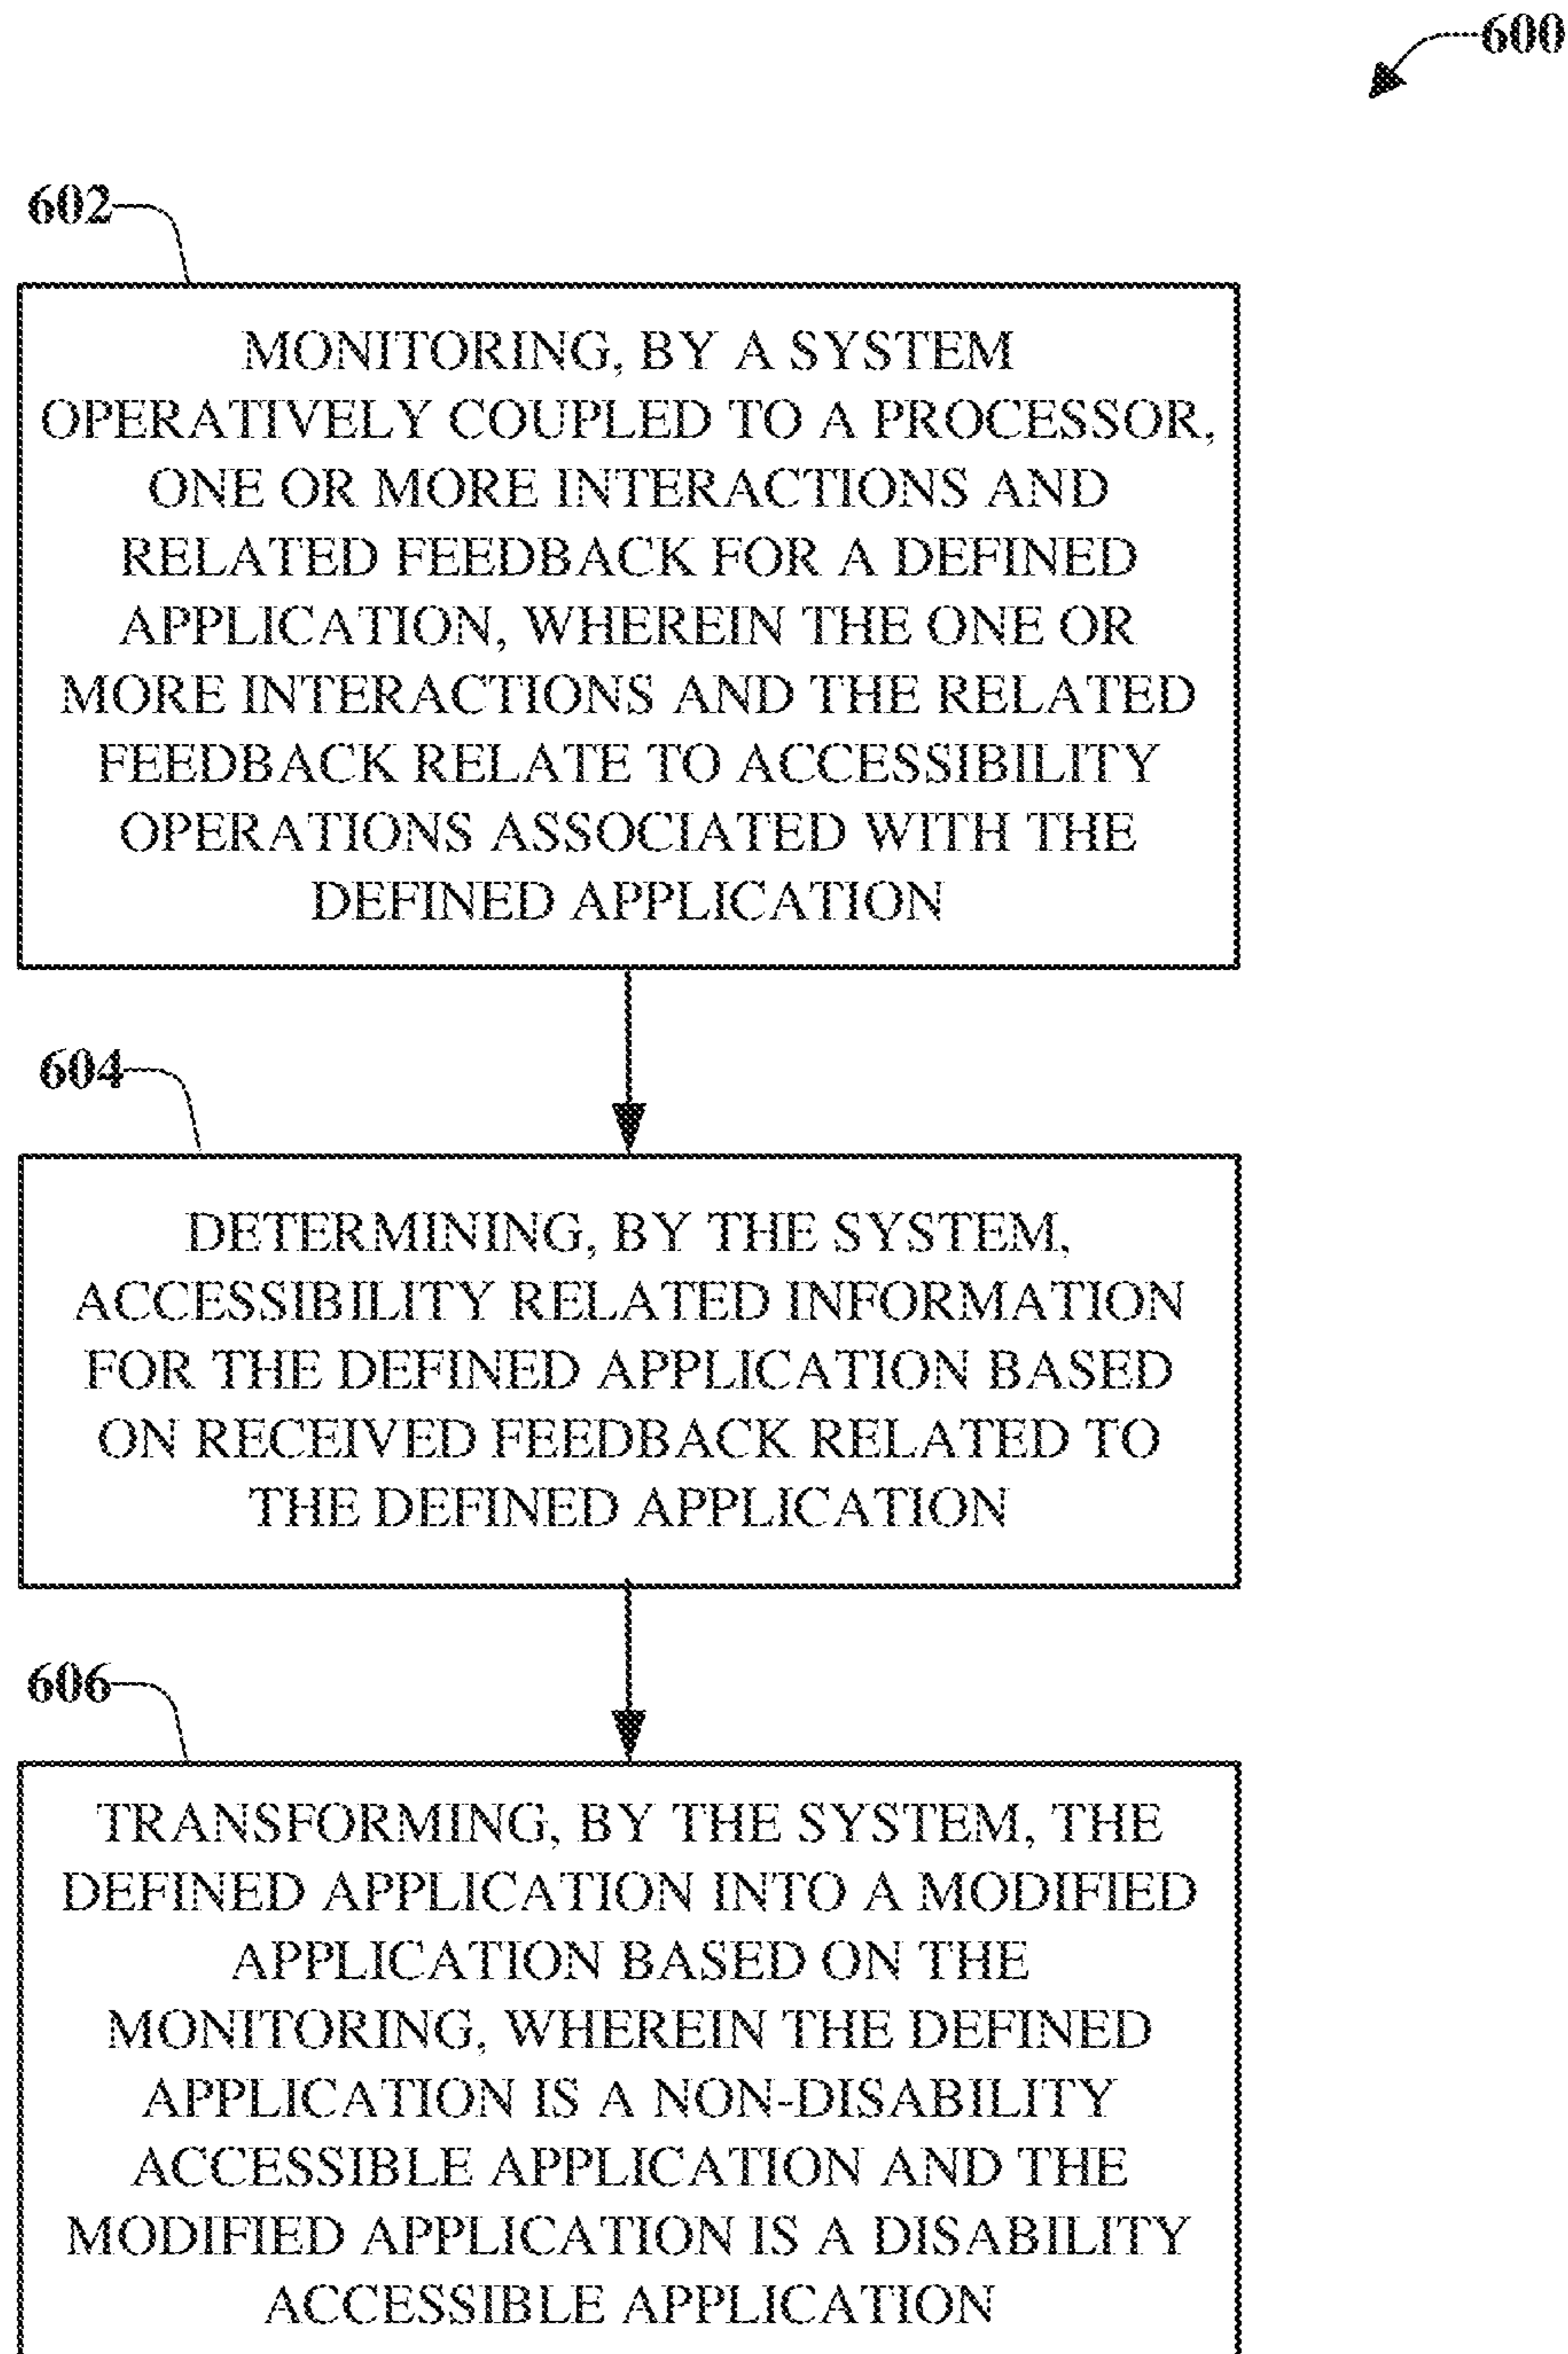 600
602
MONITORING, BY A SYSTEM
OPERATIVELY COUPLED TO A PROCESSOR,
ONE OR MORE INTERACTIONS AND
RELATED FEEDBACK FOR A DEFINED
APPLICATION, WHEREIN THE ONE OR
MORE INTERACTIONS AND THE RELATED
FEEDBACK RELATE TO ACCESSIBILITY
OPERATIONS ASSOCIATED WITH THE
DEFINED APPLICATION
604
DETERMINING, BY THE SYSTEM,
ACCESSIBILITY RELATED INFORMATION
FOR THE DEFINED APPLICATION BASED
ON RECEIVED FEEDBACK RELATED TO
THE DEFINED APPLICATION
606
TRANSFORMING, BY THE SYSTEM, THE
DEFINED APPLICATION INTO A MODIFIED
APPLICATION BASED ON THE
MONITORING, WHEREIN THE DEFINED
APPLICATION IS A NON-DISABILITY
ACCESSIBLE APPLICATION AND THE
MODIFIED APPLICATION IS A DISABILITY
ACCESSIBLE APPLICATION